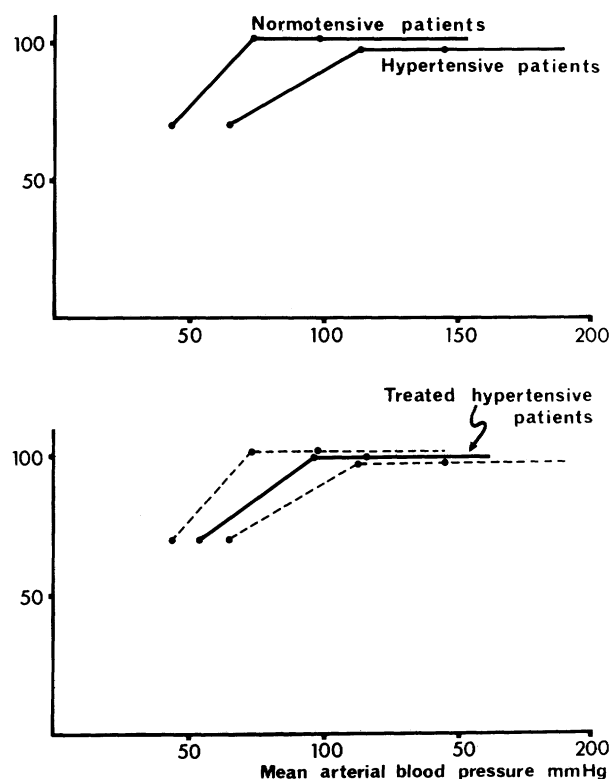 Normotensive patients
100
Hypertensive patients
50
50 100 150 200
Treated hypertensive
patients
100
50
50 100 50 200
Mean arterial blood pressure mmHg